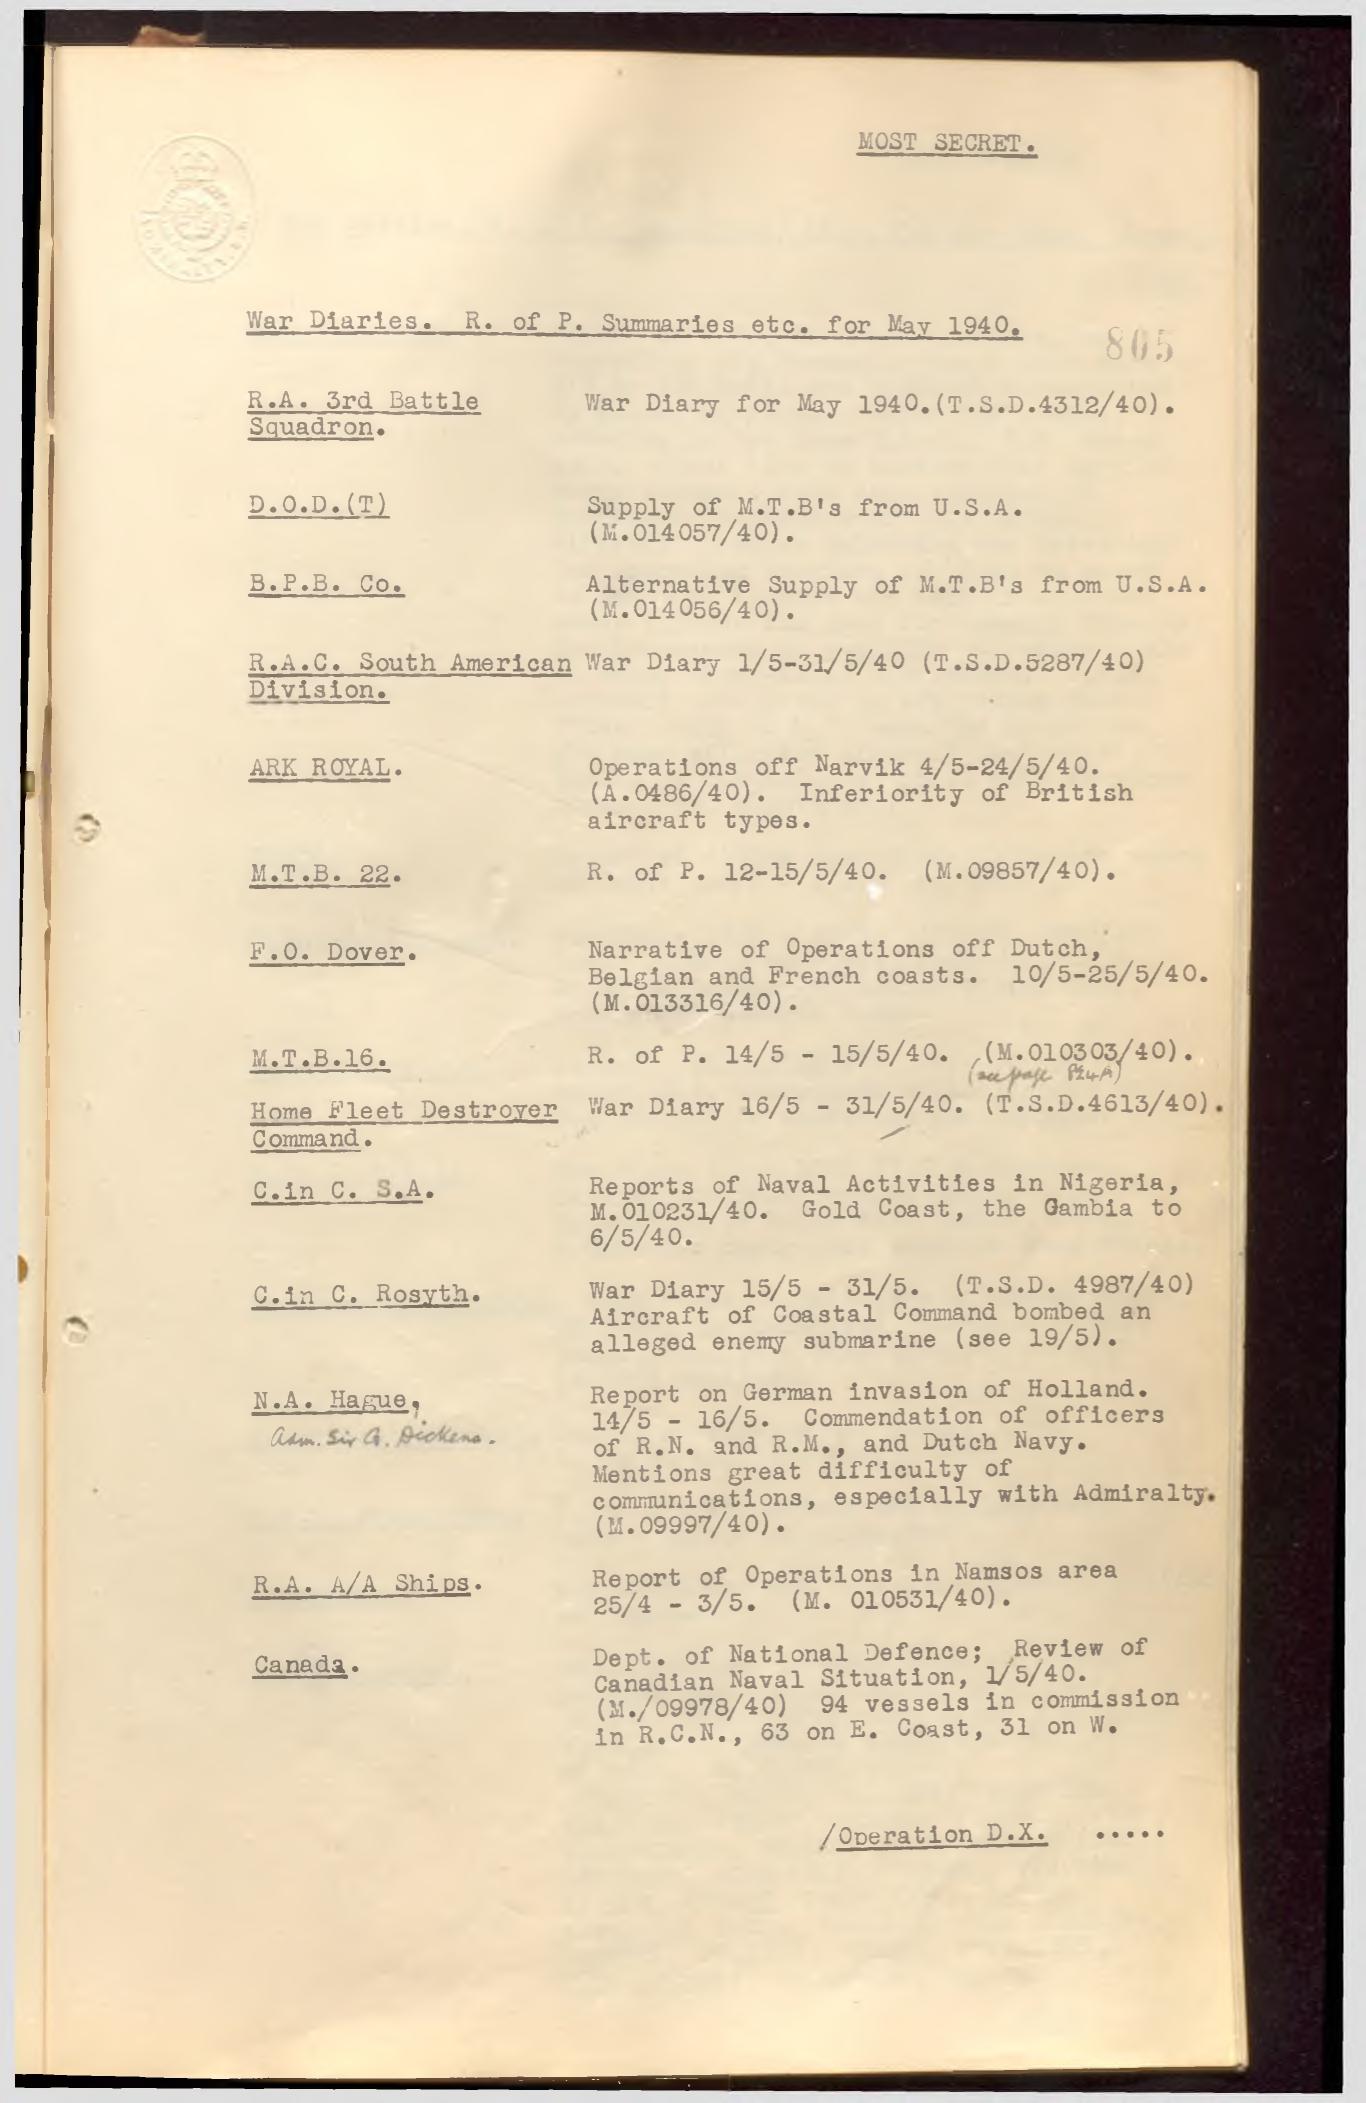 MOST SECRET.
War Diaries. R. of P. Summaries etc. for May 1940.
805
R.A. 3rd Battle War Diary for May 1940.(T.S.D.4312/40).
Squadron.
D.O.D.(T) Supply of M.T.B's from U.S.A.
(M.014057/40).
B.P.B. Co. Alternative Supply of M.T.B's from U.S.A.
(M.014056/40).
R.A.C. South American War Diary 1/5-31/5/40 (T.S.D.5287/40)
Division.
ARK ROYAL. Operations off Narvik 4/5-24/5/40.
(A.0486/40). Inferiority of British
aircraft types.
M.T.B. 22. R. of P. 12-15/5/40. (M.09857/40).
F.O. Dover. Narrative of Operations off Dutch,
Belgian and French coasts. 10/5-25/5/40.
(M.013316/40).
M.T.B.16. R. of P. 14/5 - 15/5/40. (M.010303/40).
(see page
Home Fleet Destroyer War Diary 16/5 - 31/5/40. (T.S.D.4613/40).
Command.
C.in C. S.A. Reports of Naval Activities in Nigeria,
M.010231/40. Gold Coast, the Gambia to
6/5/40.
C.in C. Rosyth. War Diary 15/5 - 31/5. (T.S.D. 4987/40)
Aircraft of Coastal Command bombed an
alleged enemy submarine (see 19/5).
N.A. Hague, Report on German invasion of Holland.
Adm. Sir G. Dickens. 14/5 - 16/5. Commendation of officers
of R.N. and R.M., and Dutch Navy.
Mentions great difficulty of
communications, especially with Admiralty.
(M.09997/40).
R.A. A/A Ships. Report of Operations in Namsos area
25/4 - 3/5. (M. 010531/40).
Canada. Dept. of National Defence; Review of
Canadian Naval Situation, 1/5/40.
(M./09978/40) 94 vessels in commission
in R.C.N., 63 on E. Coast, 31 on W.
/Operation D.X. .....